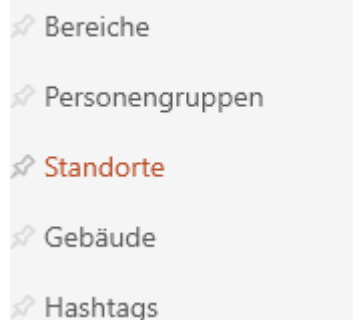 Bereiche
Personengruppen
Standorte
Gebäude
Hashtags